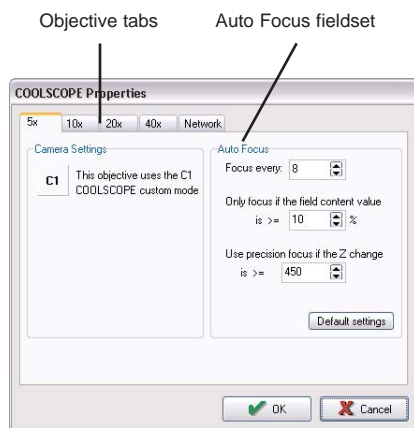 Objective tabs
Auto Focus fieldset
COOLSCOPE Properties
5x 10x 20x 40x Network
Camera Settings
C1
This objective uses the C1
COOLSCOPE custom mode
Auto Focus
Focus every: 8
Only focus if the field content value
is >= 10 %
Use precision focus if the Z change
is >= 450
Default settings
OK Cancel